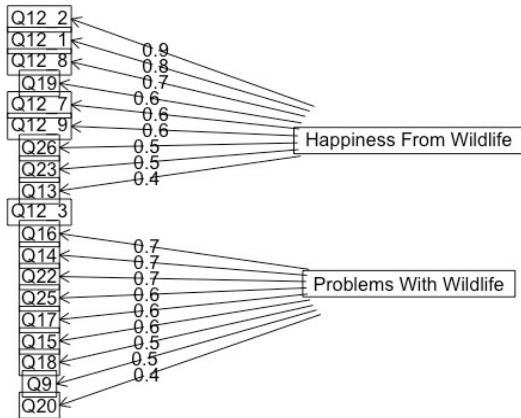 Q12_2
Q12_1
Q12_8
Q19
Q12_7
Q12_9
Q26
Q23
Q13
Q12_3
Q16
Q14
Q22
Q25
Q17
Q15
Q18
Q9
Q20
0.9
0.8
0.7
0.6
0.6
0.6
0.5
0.5
0.4
0.7
0.7
0.7
0.6
0.6
0.6
0.5
0.5
0.4
Happiness From Wildlife
Problems With Wildlife